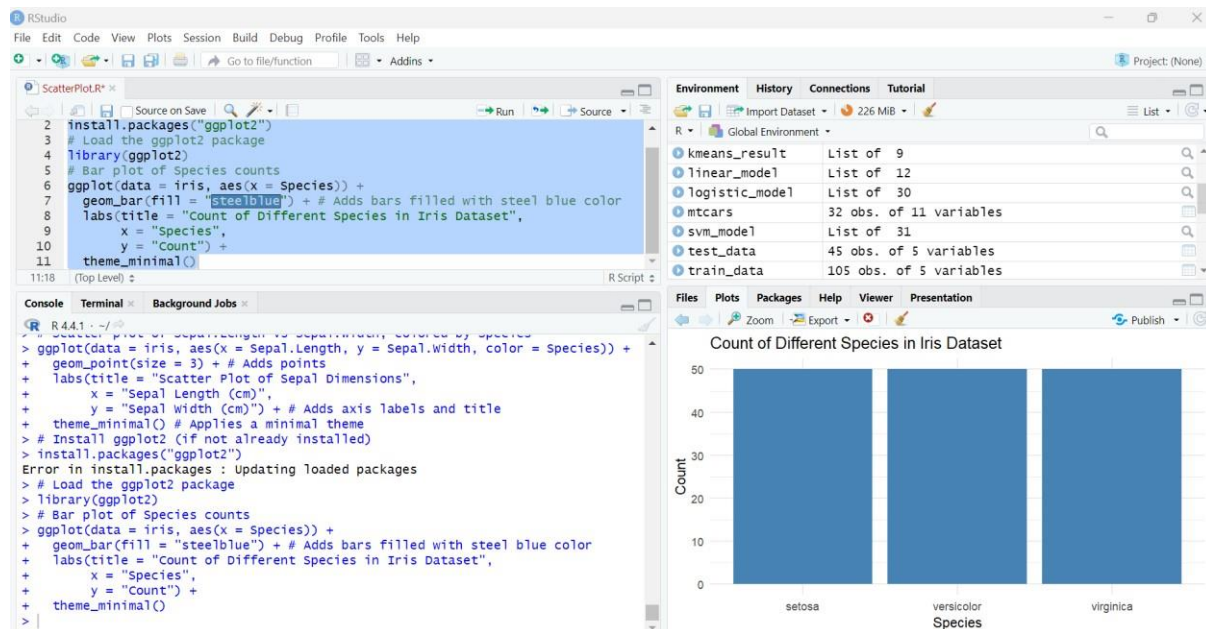 RStudio
File Edit Code View Plots Session Build Debug Profile Tools Help
Go to file/function Addins Project: (None)
ScatterPlot.R*
Source on Save Run Source
2 install.packages("ggplot2")
3 # Load the ggplot2 package
4 library(ggplot2)
5 # Bar plot of Species counts
6 ggplot(data = iris, aes(x = Species)) +
7 geom_bar(fill = "steelblue") + # Adds bars filled with steel blue color
8 labs(title = "Count of Different Species in Iris Dataset",
9 x = "Species",
10 y = "Count") +
11 theme_minimal()
11:18 (Top Level) R Script
Console Terminal Background Jobs
R 4.4.1 · ~/
> # Scatter plot of Sepal.Length vs Sepal.Width, colored by Species
> ggplot(data = iris, aes(x = Sepal.Length, y = Sepal.Width, color = Species)) +
+ geom_point(size = 3) + # Adds points
+ labs(title = "Scatter Plot of Sepal Dimensions",
+ x = "Sepal Length (cm)",
+ y = "Sepal Width (cm)") + # Adds axis labels and title
+ theme_minimal() # Applies a minimal theme
> # Install ggplot2 (if not already installed)
> install.packages("ggplot2")
Error in install.packages : Updating loaded packages
> # Load the ggplot2 package
> library(ggplot2)
> # Bar plot of Species counts
> ggplot(data = iris, aes(x = Species)) +
+ geom_bar(fill = "steelblue") + # Adds bars filled with steel blue color
+ labs(title = "Count of Different Species in Iris Dataset",
+ x = "Species",
+ y = "Count") +
+ theme_minimal()
>
Environment History Connections Tutorial
Import Dataset 226 MiB List
R Global Environment
kmeans_result List of 9
linear_model List of 12
logistic_model List of 30
mtcars 32 obs. of 11 variables
svm_model List of 31
test_data 45 obs. of 5 variables
train_data 105 obs. of 5 variables
Files Plots Packages Help Viewer Presentation
Zoom Export Publish
Count of Different Species in Iris Dataset
50
40
30
20
10
0
Count
setosa versicolor virginica
Species